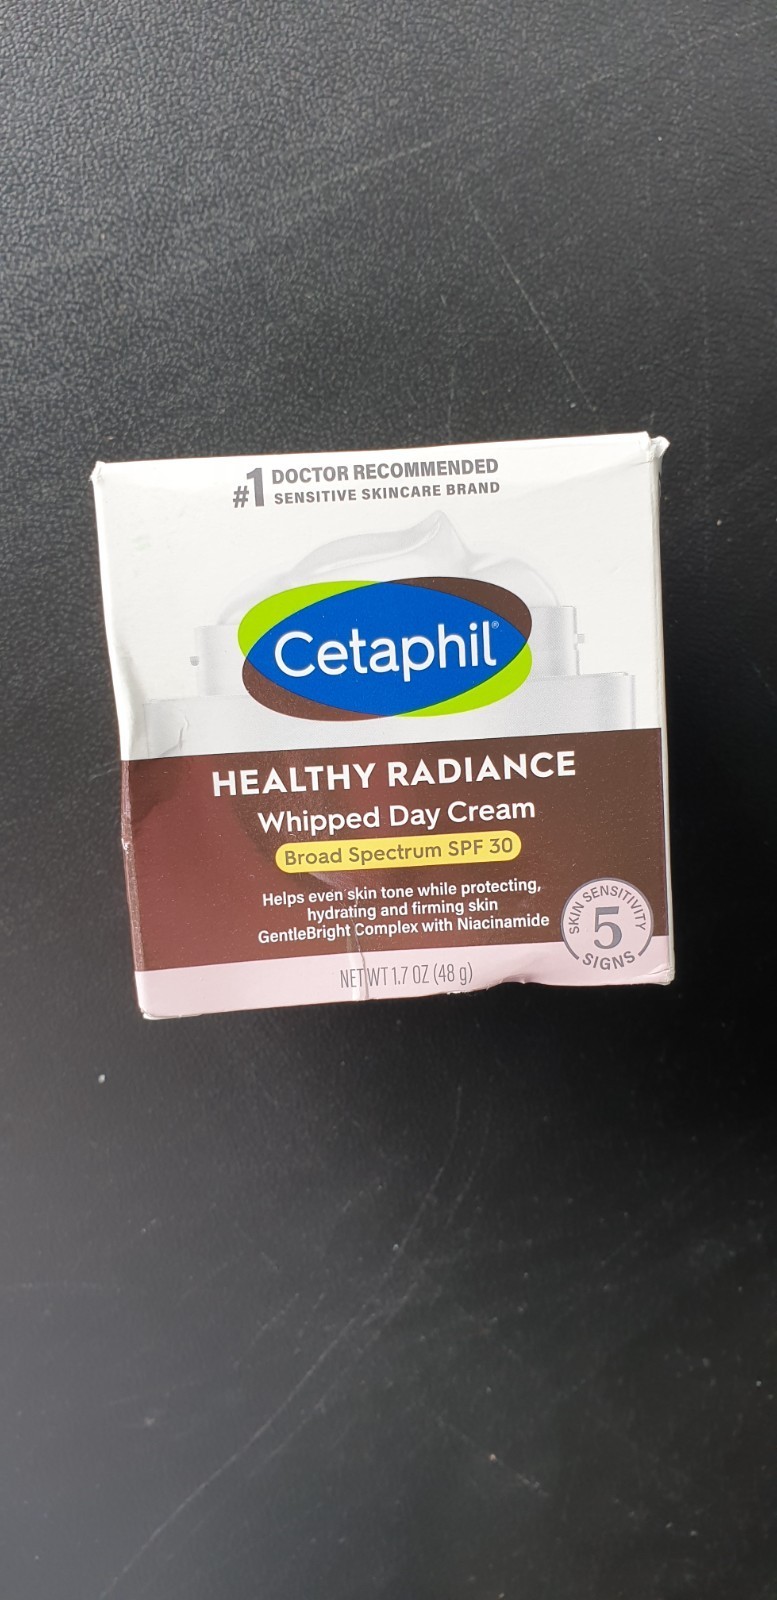 #1 DOCTOR RECOMMENDED
SENSITIVE SKINCARE BRAND
Cetaphil®
HEALTHY RADIANCE
Whipped Day Cream
Broad Spectrum SPF 30
Helps even skin tone while protecting,
hydrating and firming skin
GentleBright Complex with Niacinamide
SKIN SENSITIVITY
5
SIGNS
NET WT 1.7 OZ (48 g)